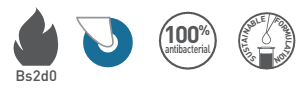 Bs2d0
100%
antibacterial
SUSTAINABLE FORMULATION